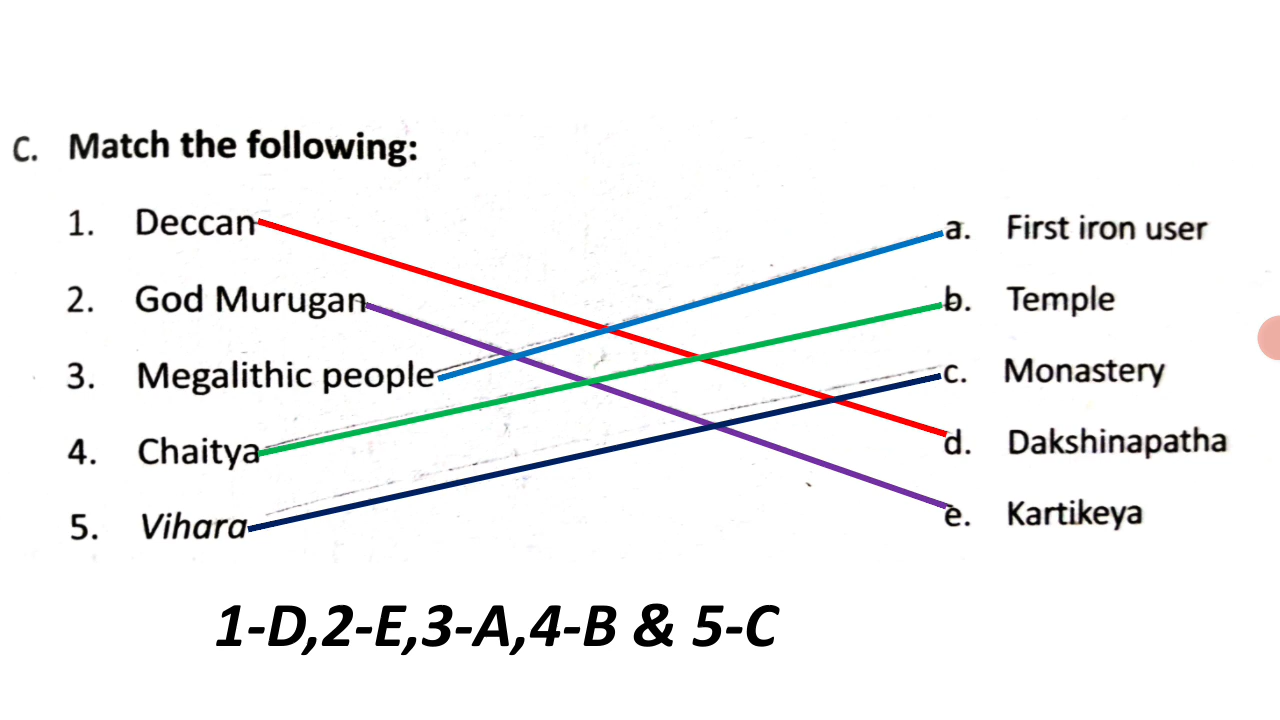 C. Match the following:
1. Deccan a. First iron user
2. God Murugan b. Temple
3. Megalithic people c. Monastery
4. Chaitya d. Dakshinapatha
5. Vihara e. Kartikeya
1-D,2-E,3-A,4-B & 5-C